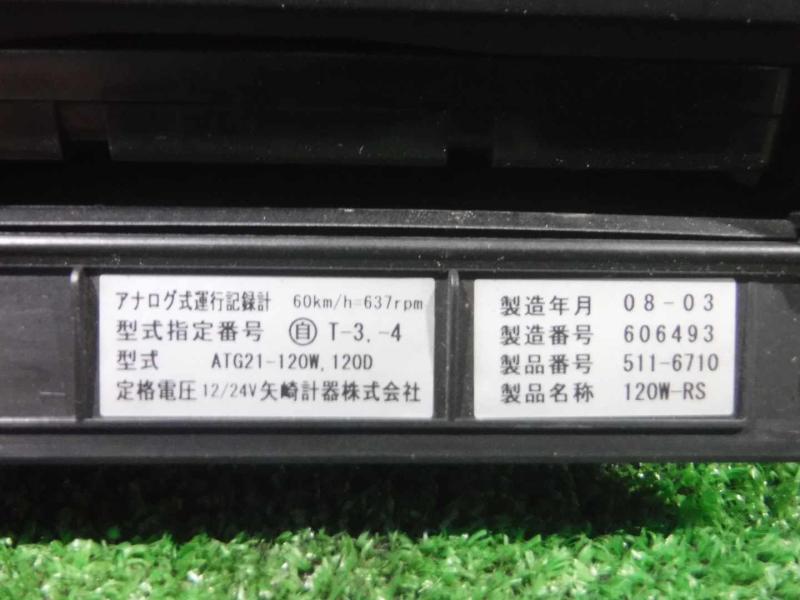 アナログ式運行記録計 60km/h=637rpm
型式指定番号 ㊀自 T-3,-4
型式 ATG21-120W,120D
定格電圧 12/24V 矢崎計器株式会社
製造年月 08-03
製造番号 606493
製品番号 511-6710
製品名称 120W-RS